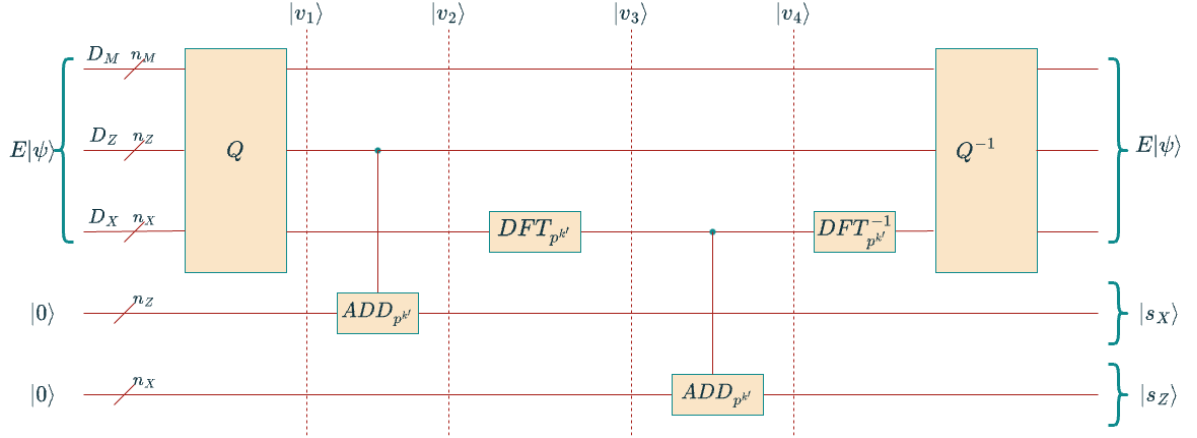 |v₁⟩ |v₂⟩ |v₃⟩ |v₄⟩
D_M n_M
D_Z n_Z
E|ψ⟩ Q Q⁻¹ E|ψ⟩
D_X n_X
DFT_{p^{k'}} DFT⁻¹_{p^{k'}}
n_Z
|0⟩ ADD_{p^{k'}} |s_X⟩
n_X
|0⟩ ADD_{p^{k'}} |s_Z⟩